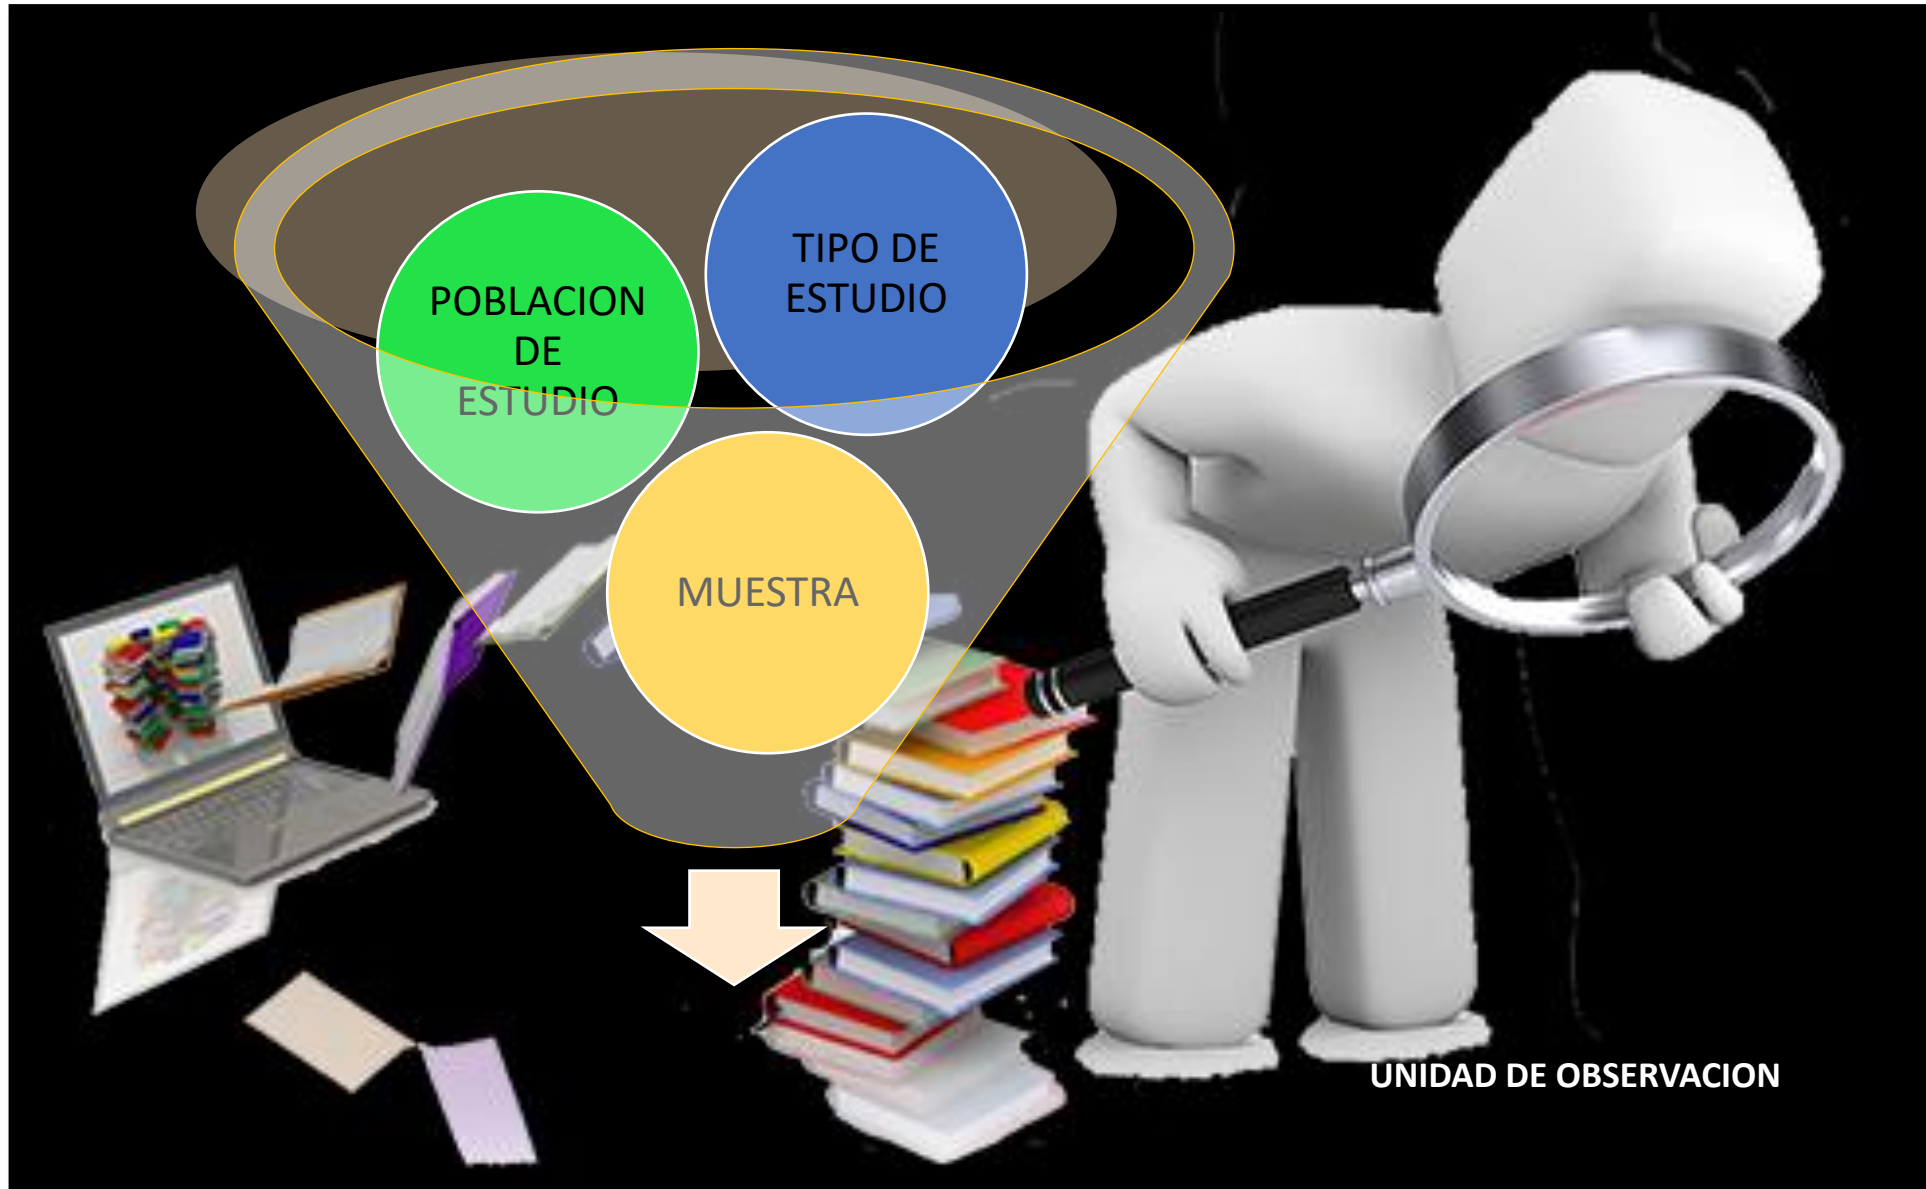 TIPO DE
ESTUDIO
POBLACION
DE
ESTUDIO
MUESTRA
UNIDAD DE OBSERVACION